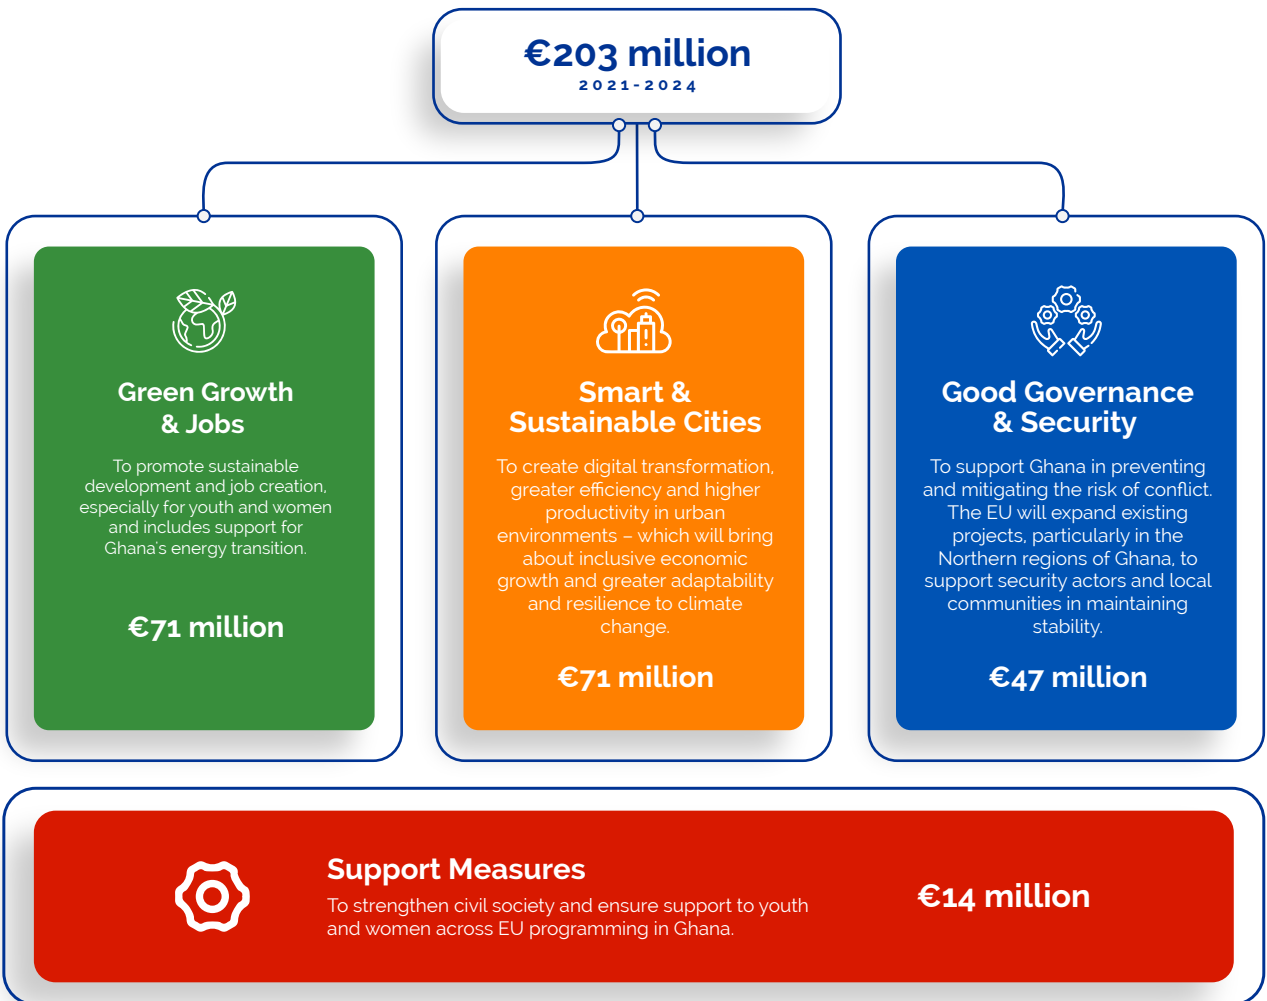 €203 million
2021-2024
Green Growth
& Jobs
To promote sustainable
development and job creation,
especially for youth and women
and includes support for
Ghana's energy transition.
€71 million
Smart &
Sustainable Cities
To create digital transformation,
greater efficiency and higher
productivity in urban
environments – which will bring
about inclusive economic
growth and greater adaptability
and resilience to climate
change.
€71 million
Good Governance
& Security
To support Ghana in preventing
and mitigating the risk of conflict.
The EU will expand existing
projects, particularly in the
Northern regions of Ghana, to
support security actors and local
communities in maintaining
stability.
€47 million
Support Measures
To strengthen civil society and ensure support to youth
and women across EU programming in Ghana.
€14 million